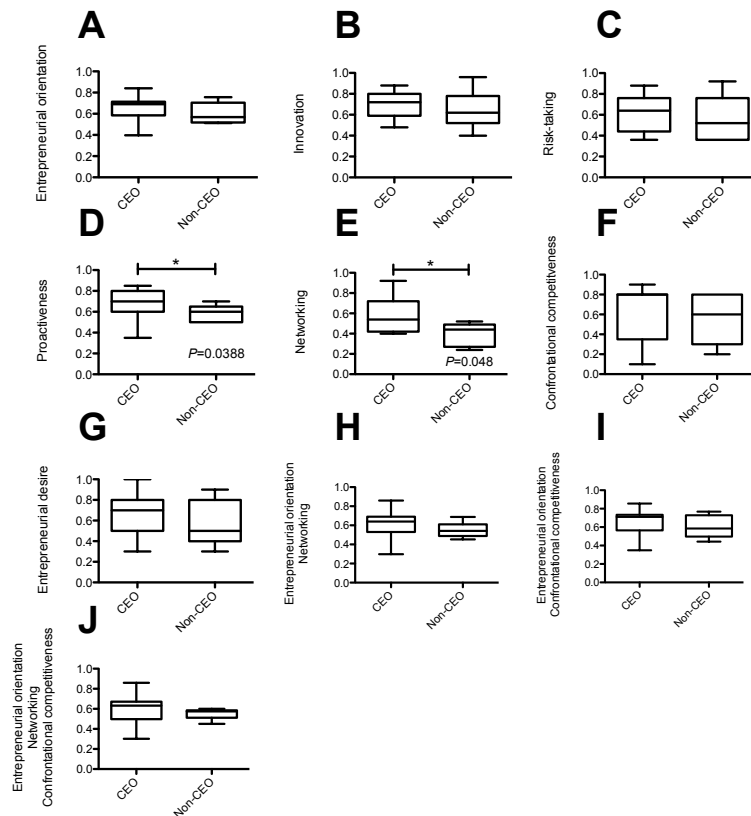 A
Entrepreneurial orientation
1.0
0.8
0.6
0.4
0.2
0.0
CEO
Non-CEO
B
Innovation
1.0
0.8
0.6
0.4
0.2
0.0
CEO
Non-CEO
C
Risk-taking
1.0
0.8
0.6
0.4
0.2
0.0
CEO
Non-CEO
D
Proactiveness
1.0
0.8
0.6
0.4
0.2
0.0
*
P=0.0388
CEO
Non-CEO
E
Networking
1.0
0.8
0.6
0.4
0.2
0.0
*
P=0.048
CEO
Non-CEO
F
Confrontational competitiveness
1.0
0.8
0.6
0.4
0.2
0.0
CEO
Non-CEO
G
Entrepreneurial desire
1.0
0.8
0.6
0.4
0.2
0.0
CEO
Non-CEO
H
Entrepreneurial orientation
Networking
1.0
0.8
0.6
0.4
0.2
0.0
CEO
Non-CEO
I
Entrepreneurial orientation
Confrontational competitiveness
1.0
0.8
0.6
0.4
0.2
0.0
CEO
Non-CEO
J
Entrepreneurial orientation
Networking
Confrontational competitiveness
1.0
0.8
0.6
0.4
0.2
0.0
CEO
Non-CEO